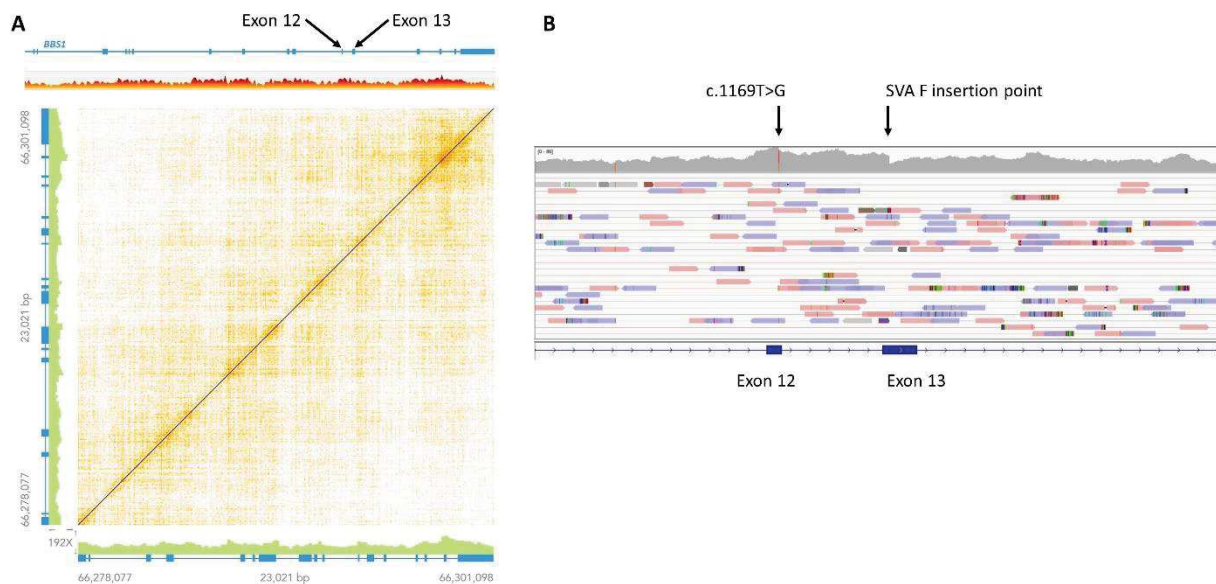 A
Exon 12
Exon 13
BBS1
66,301,098
23,021 bp
66,278,077
192X
66,278,077
23,021 bp
66,301,098
B
c.1169T>G
SVA F insertion point
Exon 12
Exon 13